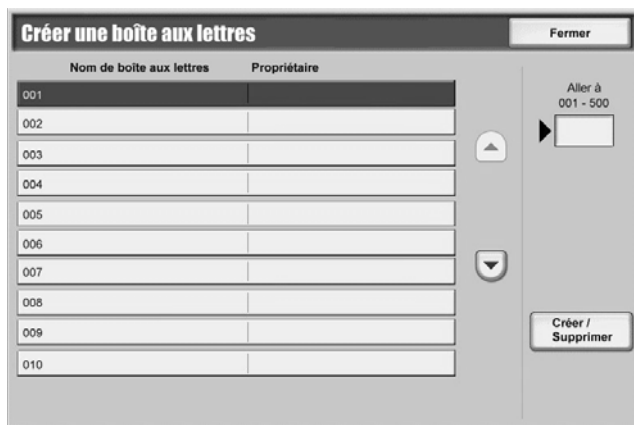 Créer une boîte aux lettres
Fermer
Nom de boîte aux lettres Propriétaire
001
002
003
004
005
006
007
008
009
010
Aller à
001 - 500
Créer /
Supprimer